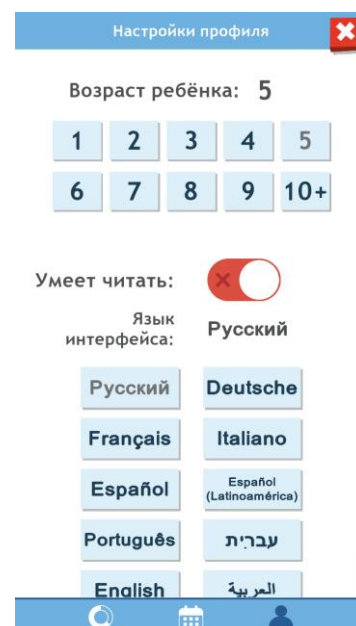 Настройки профиля
Возраст ребёнка: 5
1 2 3 4 5
6 7 8 9 10+
Умеет читать:
Язык
интерфейса:
Русский
Русский Deutsche
Français Italiano
Español Español
(Latinoamérica)
Português עברית
English العربية